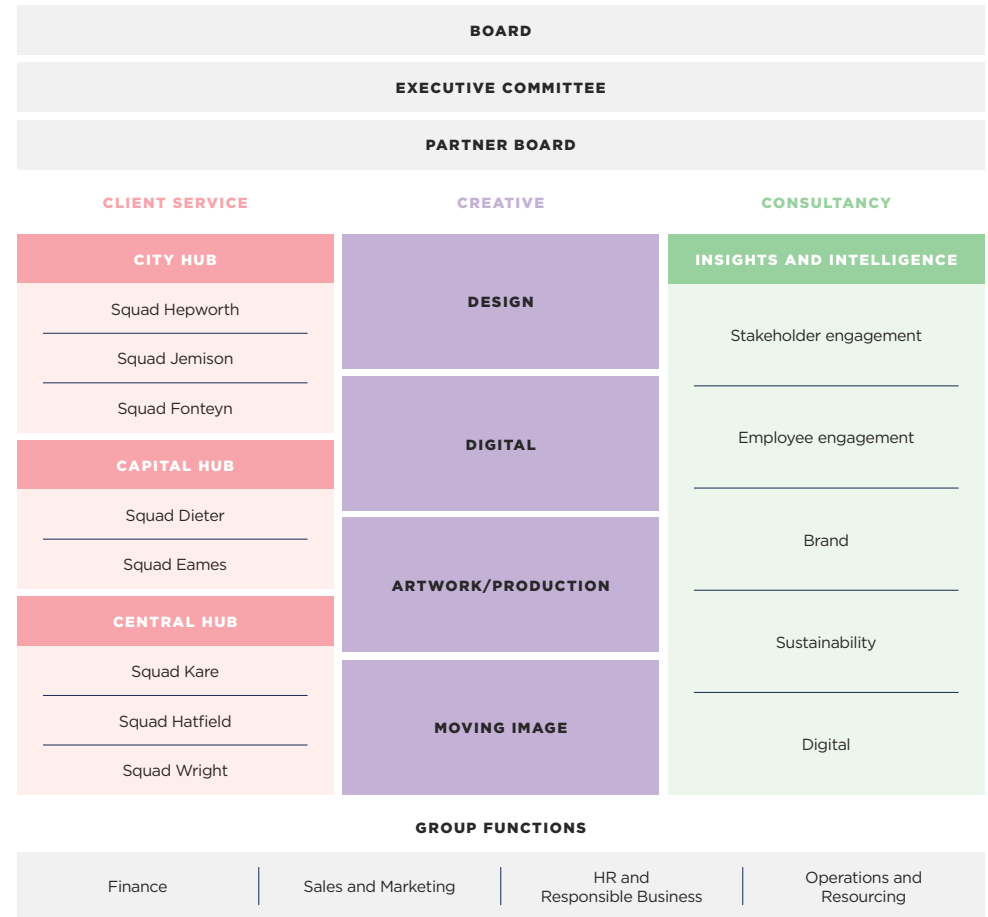 BOARD
EXECUTIVE COMMITTEE
PARTNER BOARD
CLIENT SERVICE
CITY HUB
Squad Hepworth
Squad Jemison
Squad Fonteyn
CAPITAL HUB
Squad Dieter
Squad Eames
CENTRAL HUB
Squad Kare
Squad Hatfield
Squad Wright
CREATIVE
DESIGN
DIGITAL
ARTWORK/PRODUCTION
MOVING IMAGE
CONSULTANCY
INSIGHTS AND INTELLIGENCE
Stakeholder engagement
Employee engagement
Brand
Sustainability
Digital
GROUP FUNCTIONS
Finance
Sales and Marketing
HR and
Responsible Business
Operations and
Resourcing